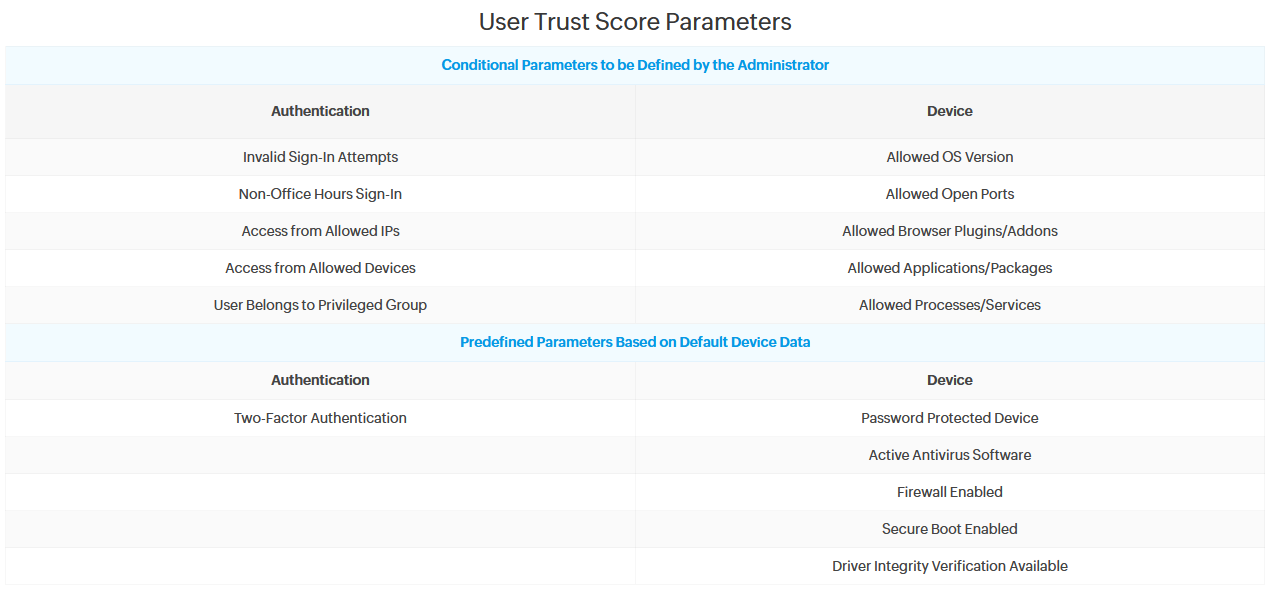 User Trust Score Parameters
Conditional Parameters to be Defined by the Administrator
Authentication Device
Invalid Sign-In Attempts Allowed OS Version
Non-Office Hours Sign-In Allowed Open Ports
Access from Allowed IPs Allowed Browser Plugins/Addons
Access from Allowed Devices Allowed Applications/Packages
User Belongs to Privileged Group Allowed Processes/Services
Predefined Parameters Based on Default Device Data
Authentication Device
Two-Factor Authentication Password Protected Device
Active Antivirus Software
Firewall Enabled
Secure Boot Enabled
Driver Integrity Verification Available